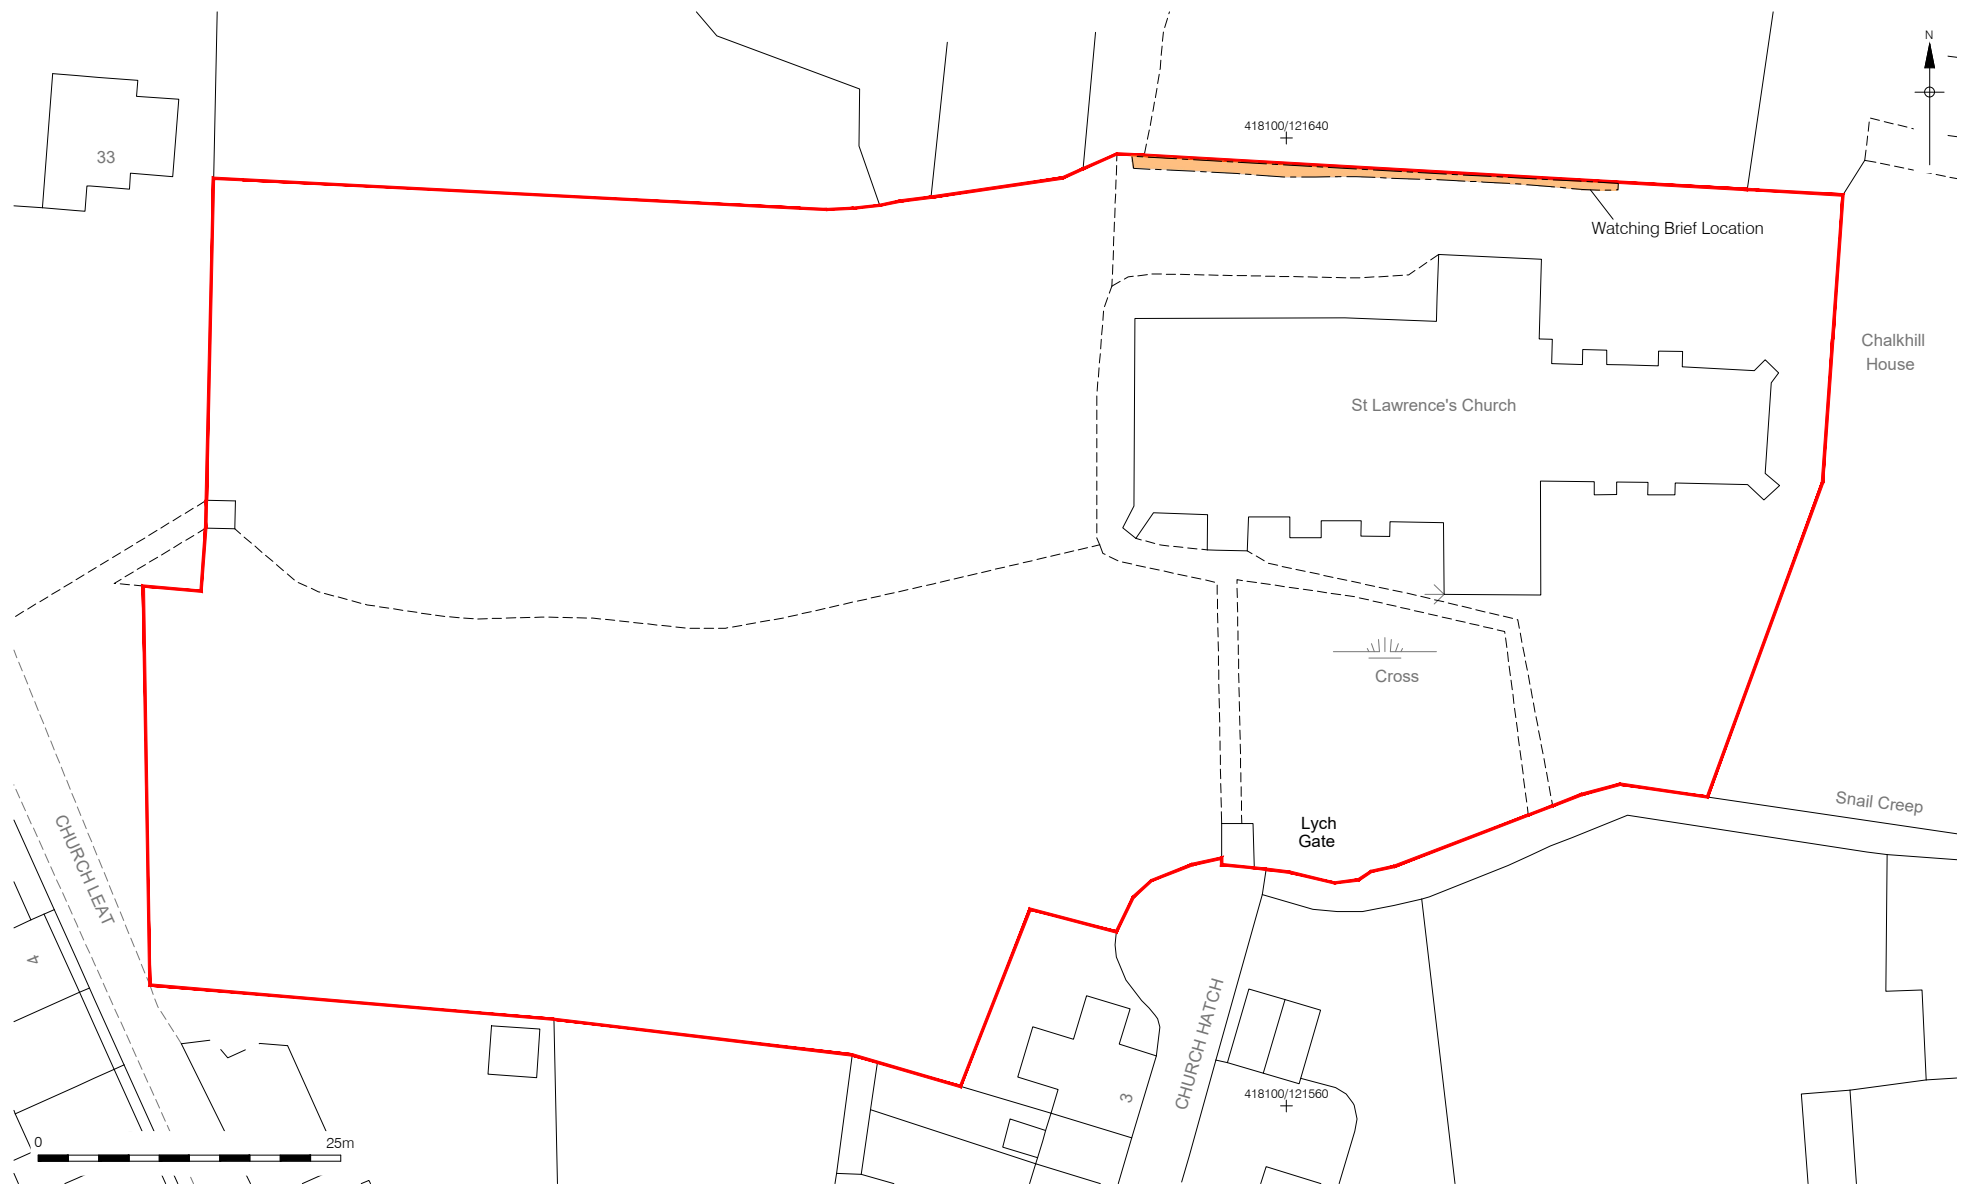 N
418100/121640
33
Watching Brief Location
Chalkhill
House
St Lawrence's Church
Cross
Snail Creep
Lych
Gate
CHURCH LEAT
4
CHURCH HATCH
3
418100/121560
0
25m